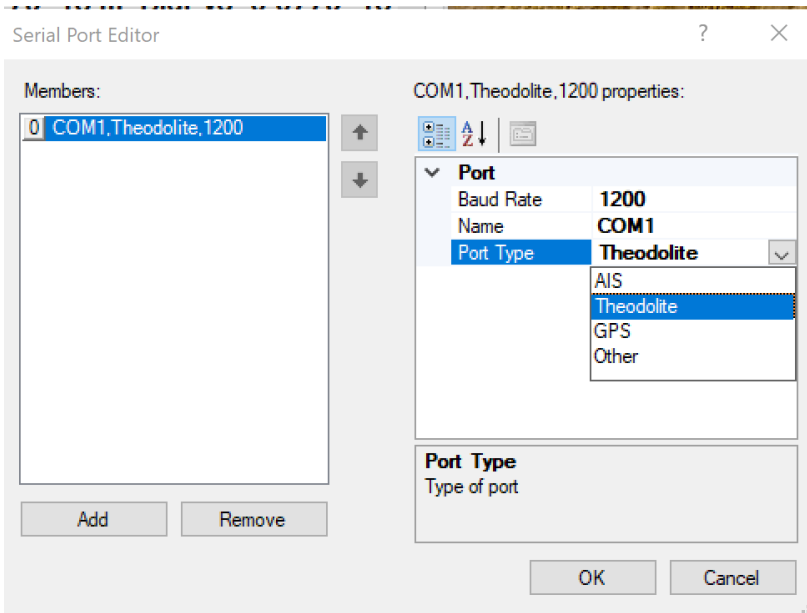 Serial Port Editor
?
Members:
0 COM1,Theodolite,1200
Add
Remove
COM1,Theodolite,1200 properties:
A
Z
Port
Baud Rate 1200
Name COM1
Port Type Theodolite
AIS
Theodolite
GPS
Other
Port Type
Type of port
OK
Cancel